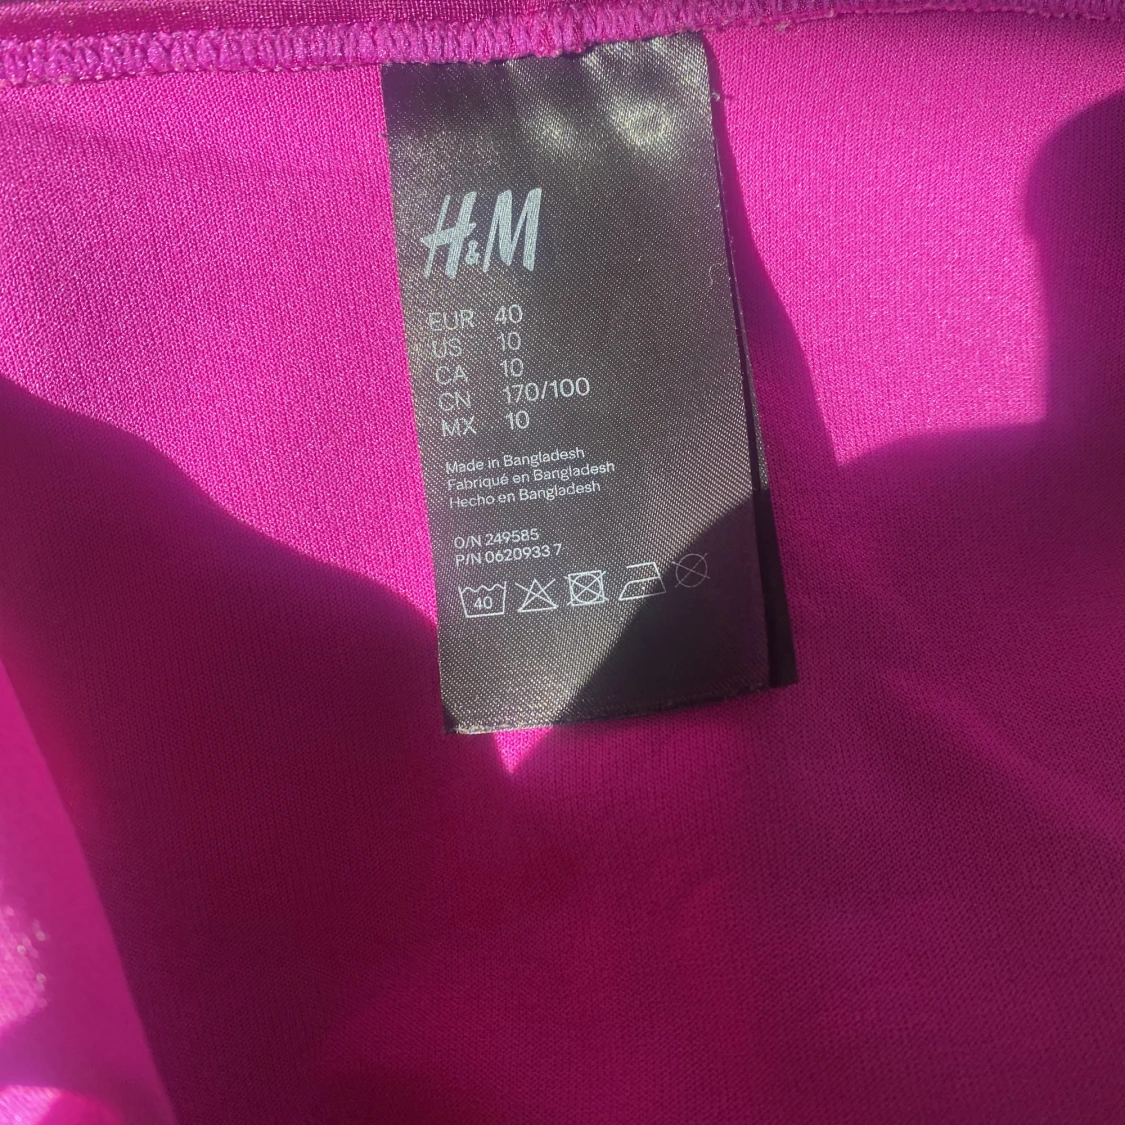 H&M
EUR 40
US 10
CA 10
CN 170/100
MX 10
Made in Bangladesh
Fabriqué en Bangladesh
Hecho en Bangladesh
O/N 249585
P/N 0620933 7
40